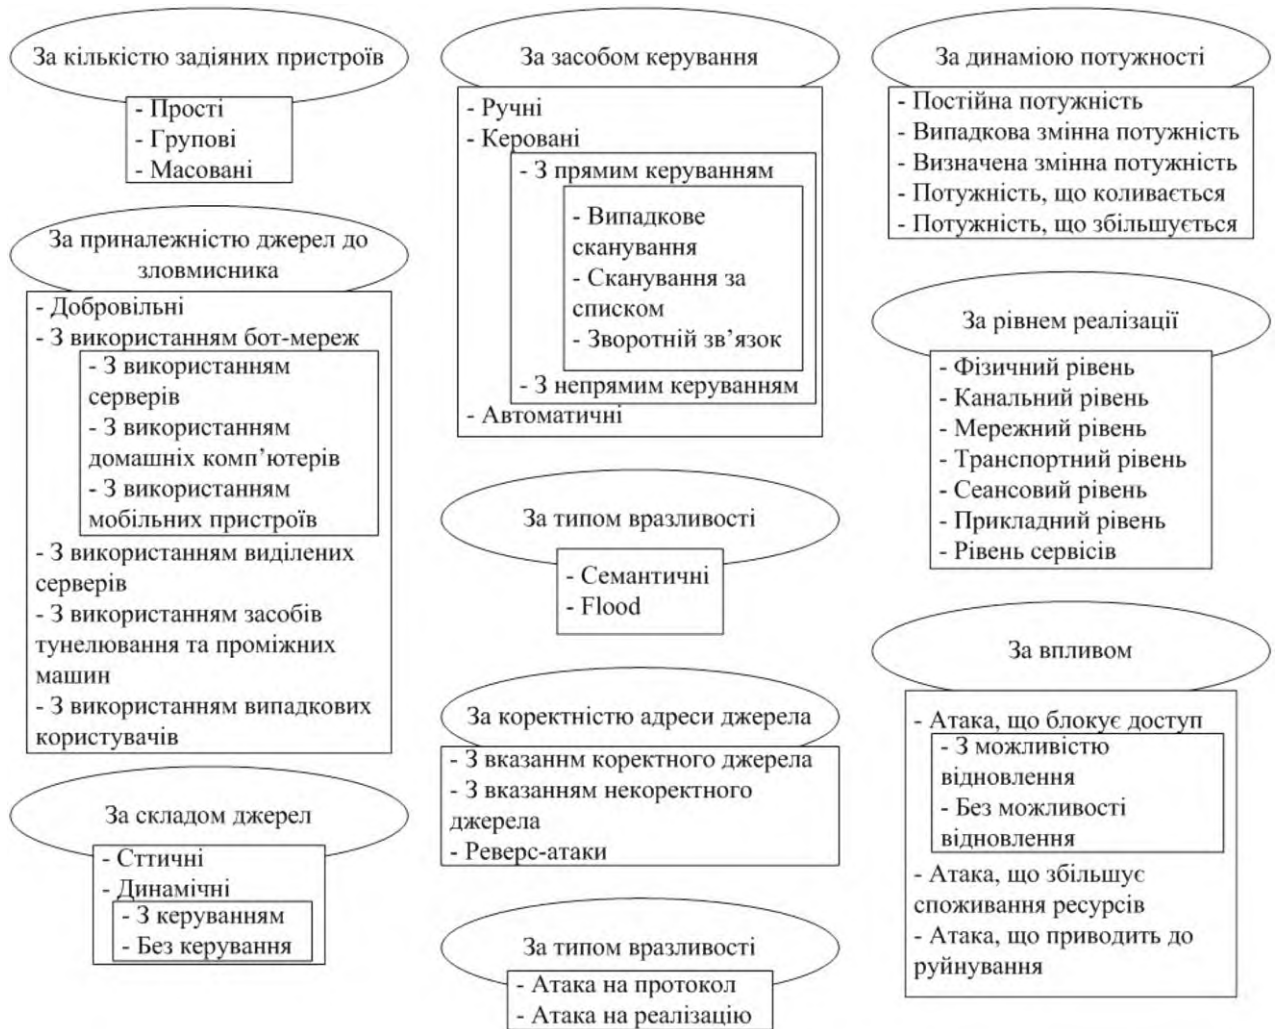 За кількістю задіяних пристроїв
- Прості
- Групові
- Масовані
За приналежністю джерел до
зловмисника
- Добровільні
- З використанням бот-мереж
- З використанням
серверів
- З використанням
домашніх комп’ютерів
- З використанням
мобільних пристроїв
- З використанням виділених
серверів
- З використанням засобів
тунелювання та проміжних
машин
- З використанням випадкових
користувачів
За складом джерел
- Сттичні
- Динамічні
- З керуванням
- Без керування
За засобом керування
- Ручні
- Керовані
- З прямим керуванням
- Випадкове
сканування
- Сканування за
списком
- Зворотній зв’язок
- З непрямим керуванням
- Автоматичні
За типом вразливості
- Семантичні
- Flood
За коректністю адреси джерела
- З вказаннм коректного джерела
- З вказанням некоректного
джерела
- Реверс-атаки
За типом вразливості
- Атака на протокол
- Атака на реалізацію
За динаміою потужності
- Постійна потужність
- Випадкова змінна потужність
- Визначена змінна потужність
- Потужність, що коливається
- Потужність, що збільшується
За рівнем реалізації
- Фізичний рівень
- Канальний рівень
- Мережний рівень
- Транспортний рівень
- Сеансовий рівень
- Прикладний рівень
- Рівень сервісів
За впливом
- Атака, що блокує доступ
- З можливістю
відновлення
- Без можливості
відновлення
- Атака, що збільшує
споживання ресурсів
- Атака, що приводить до
руйнування